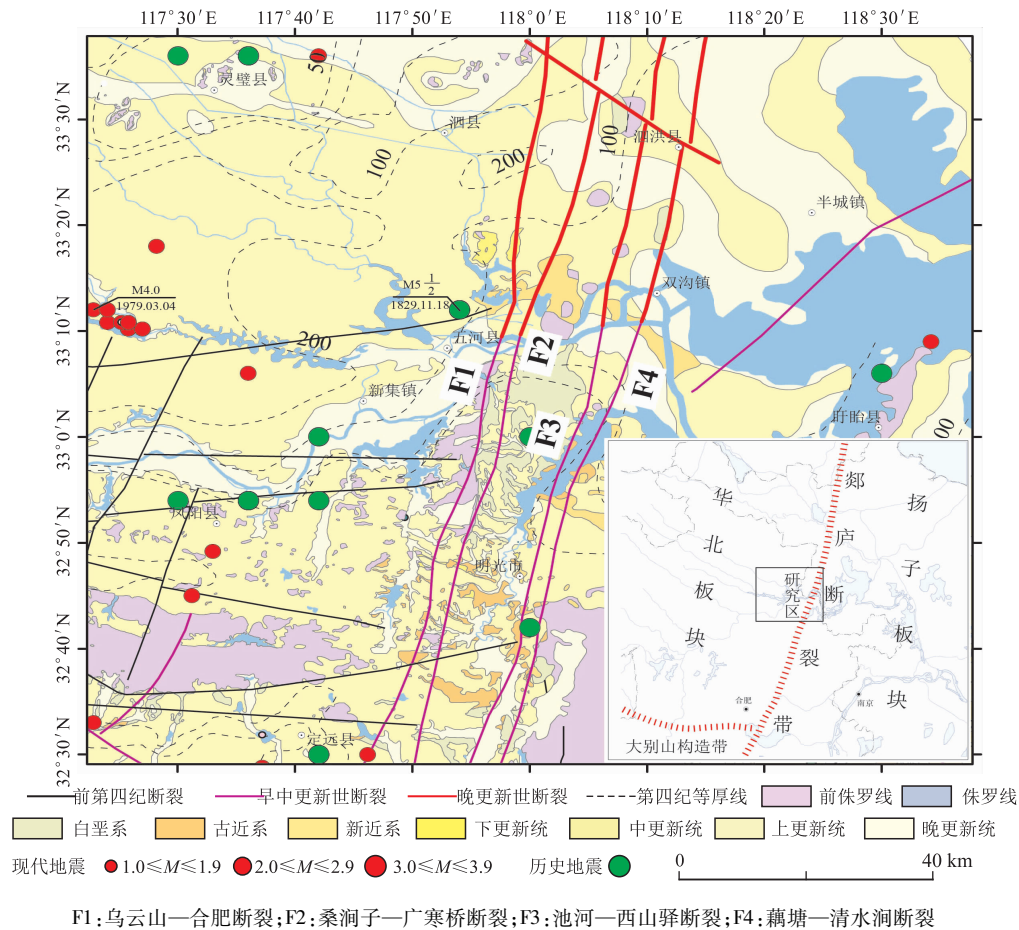 117°30′E 117°40′E 117°50′E 118°0′E 118°10′E 118°20′E 118°30′E
33°30′N
33°20′N
33°10′N
33°0′N
32°50′N
32°40′N
32°30′N
灵璧县
50
泗县
100
200
100
泗洪县
半城镇
双沟镇
M4.0
1979.03.04
M5 1/2
1829.11.18
200
五河县
F1
F2
F3
F4
新集镇
盱眙县
00
凤阳县
明光市
定远县
华北板块
扬子板块
郯庐断裂带
研究区
合肥
南京
大别山构造带
前第四纪断裂 早中更新世断裂 晚更新世断裂 第四纪等厚线 前侏罗线 侏罗线
白垩系 古近系 新近系 下更新统 中更新统 上更新统 晚更新统
现代地震 1.0≤M≤1.9 2.0≤M≤2.9 3.0≤M≤3.9 历史地震 0 40 km
F1:乌云山—合肥断裂;F2:桑涧子—广寒桥断裂;F3:池河—西山驿断裂;F4:藕塘—清水涧断裂